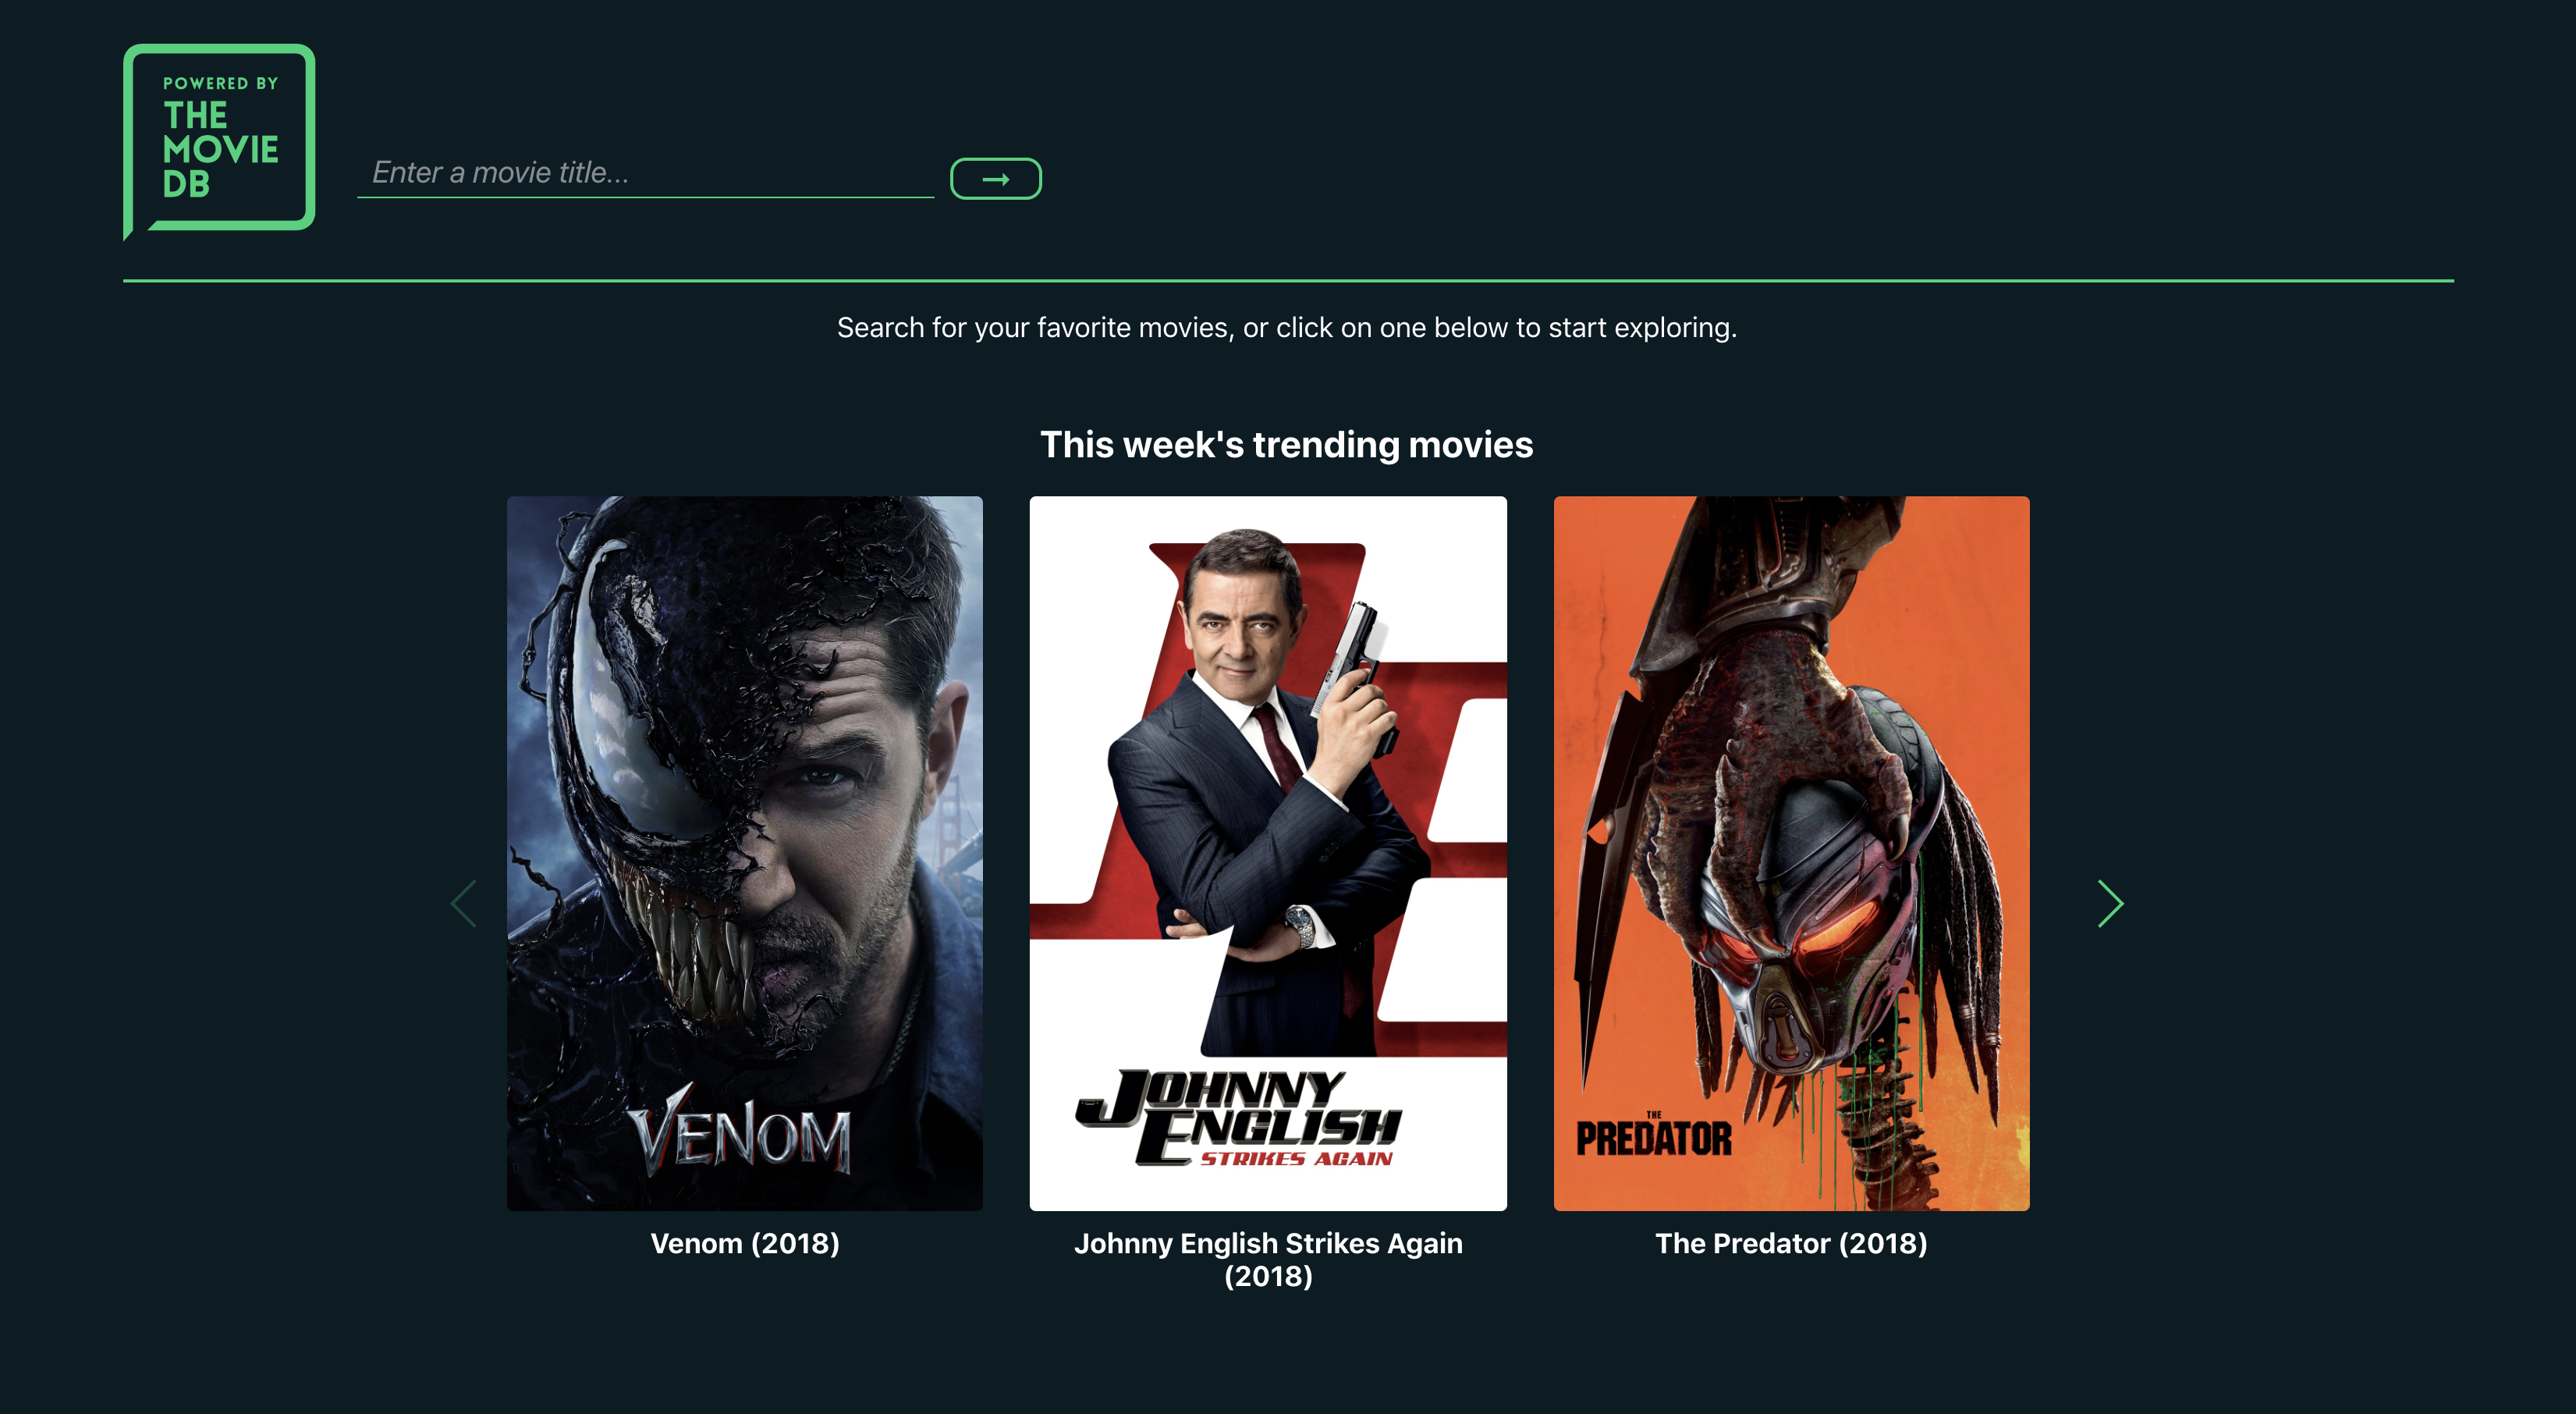 POWERED BY
THE
MOVIE
DB
Enter a movie title...
Search for your favorite movies, or click on one below to start exploring.
This week's trending movies
VENOM
JOHNNY
ENGLISH
STRIKES AGAIN
THE
PREDATOR
Venom (2018)
Johnny English Strikes Again
(2018)
The Predator (2018)